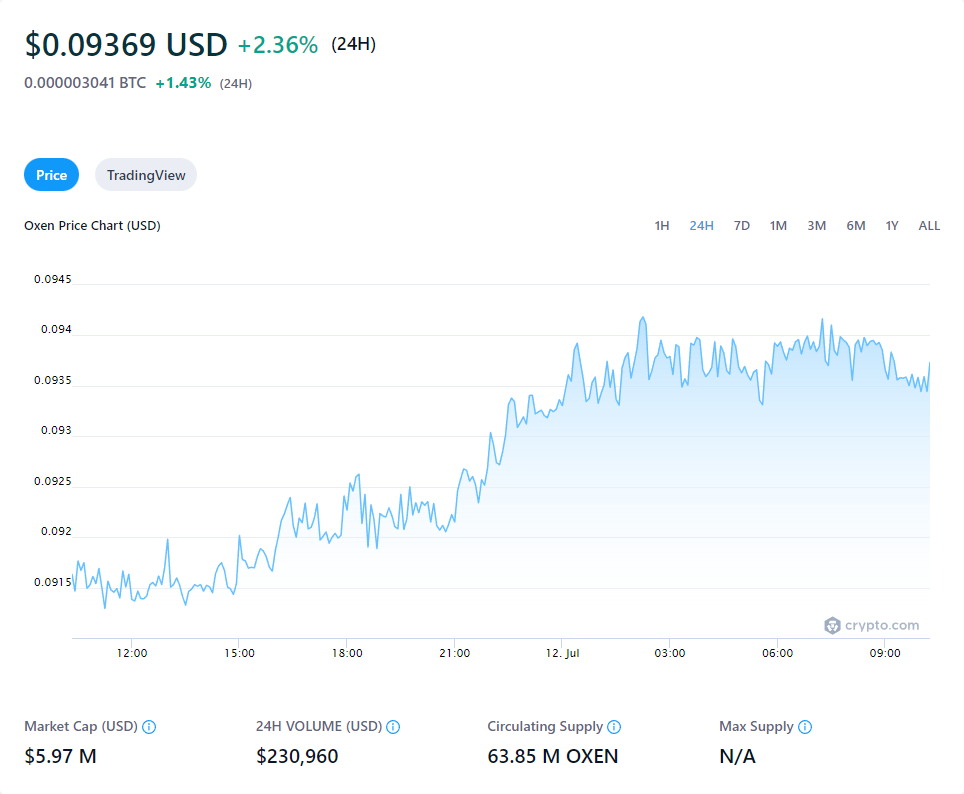 $0.09369 USD +2.36% (24H)
0.000003041 BTC +1.43% (24H)
Price TradingView
Oxen Price Chart (USD) 1H 24H 7D 1M 3M 6M 1Y ALL
0.0945
0.094
0.0935
0.093
0.0925
0.092
0.0915
crypto.com
12:00 15:00 18:00 21:00 12. Jul 03:00 06:00 09:00
Market Cap (USD) 24H VOLUME (USD) Circulating Supply Max Supply
$5.97 M $230,960 63.85 M OXEN N/A